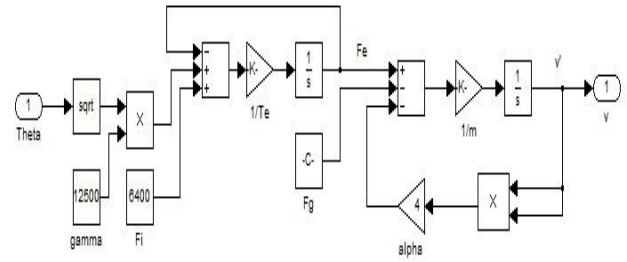 1
Theta
sqrt
X
12500
gamma
6400
Fi
−
+
+
K-
1/Te
1
s
Fe
-C-
Fg
+
−
−
K-
1/m
1
s
v'
1
v
4
alpha
X